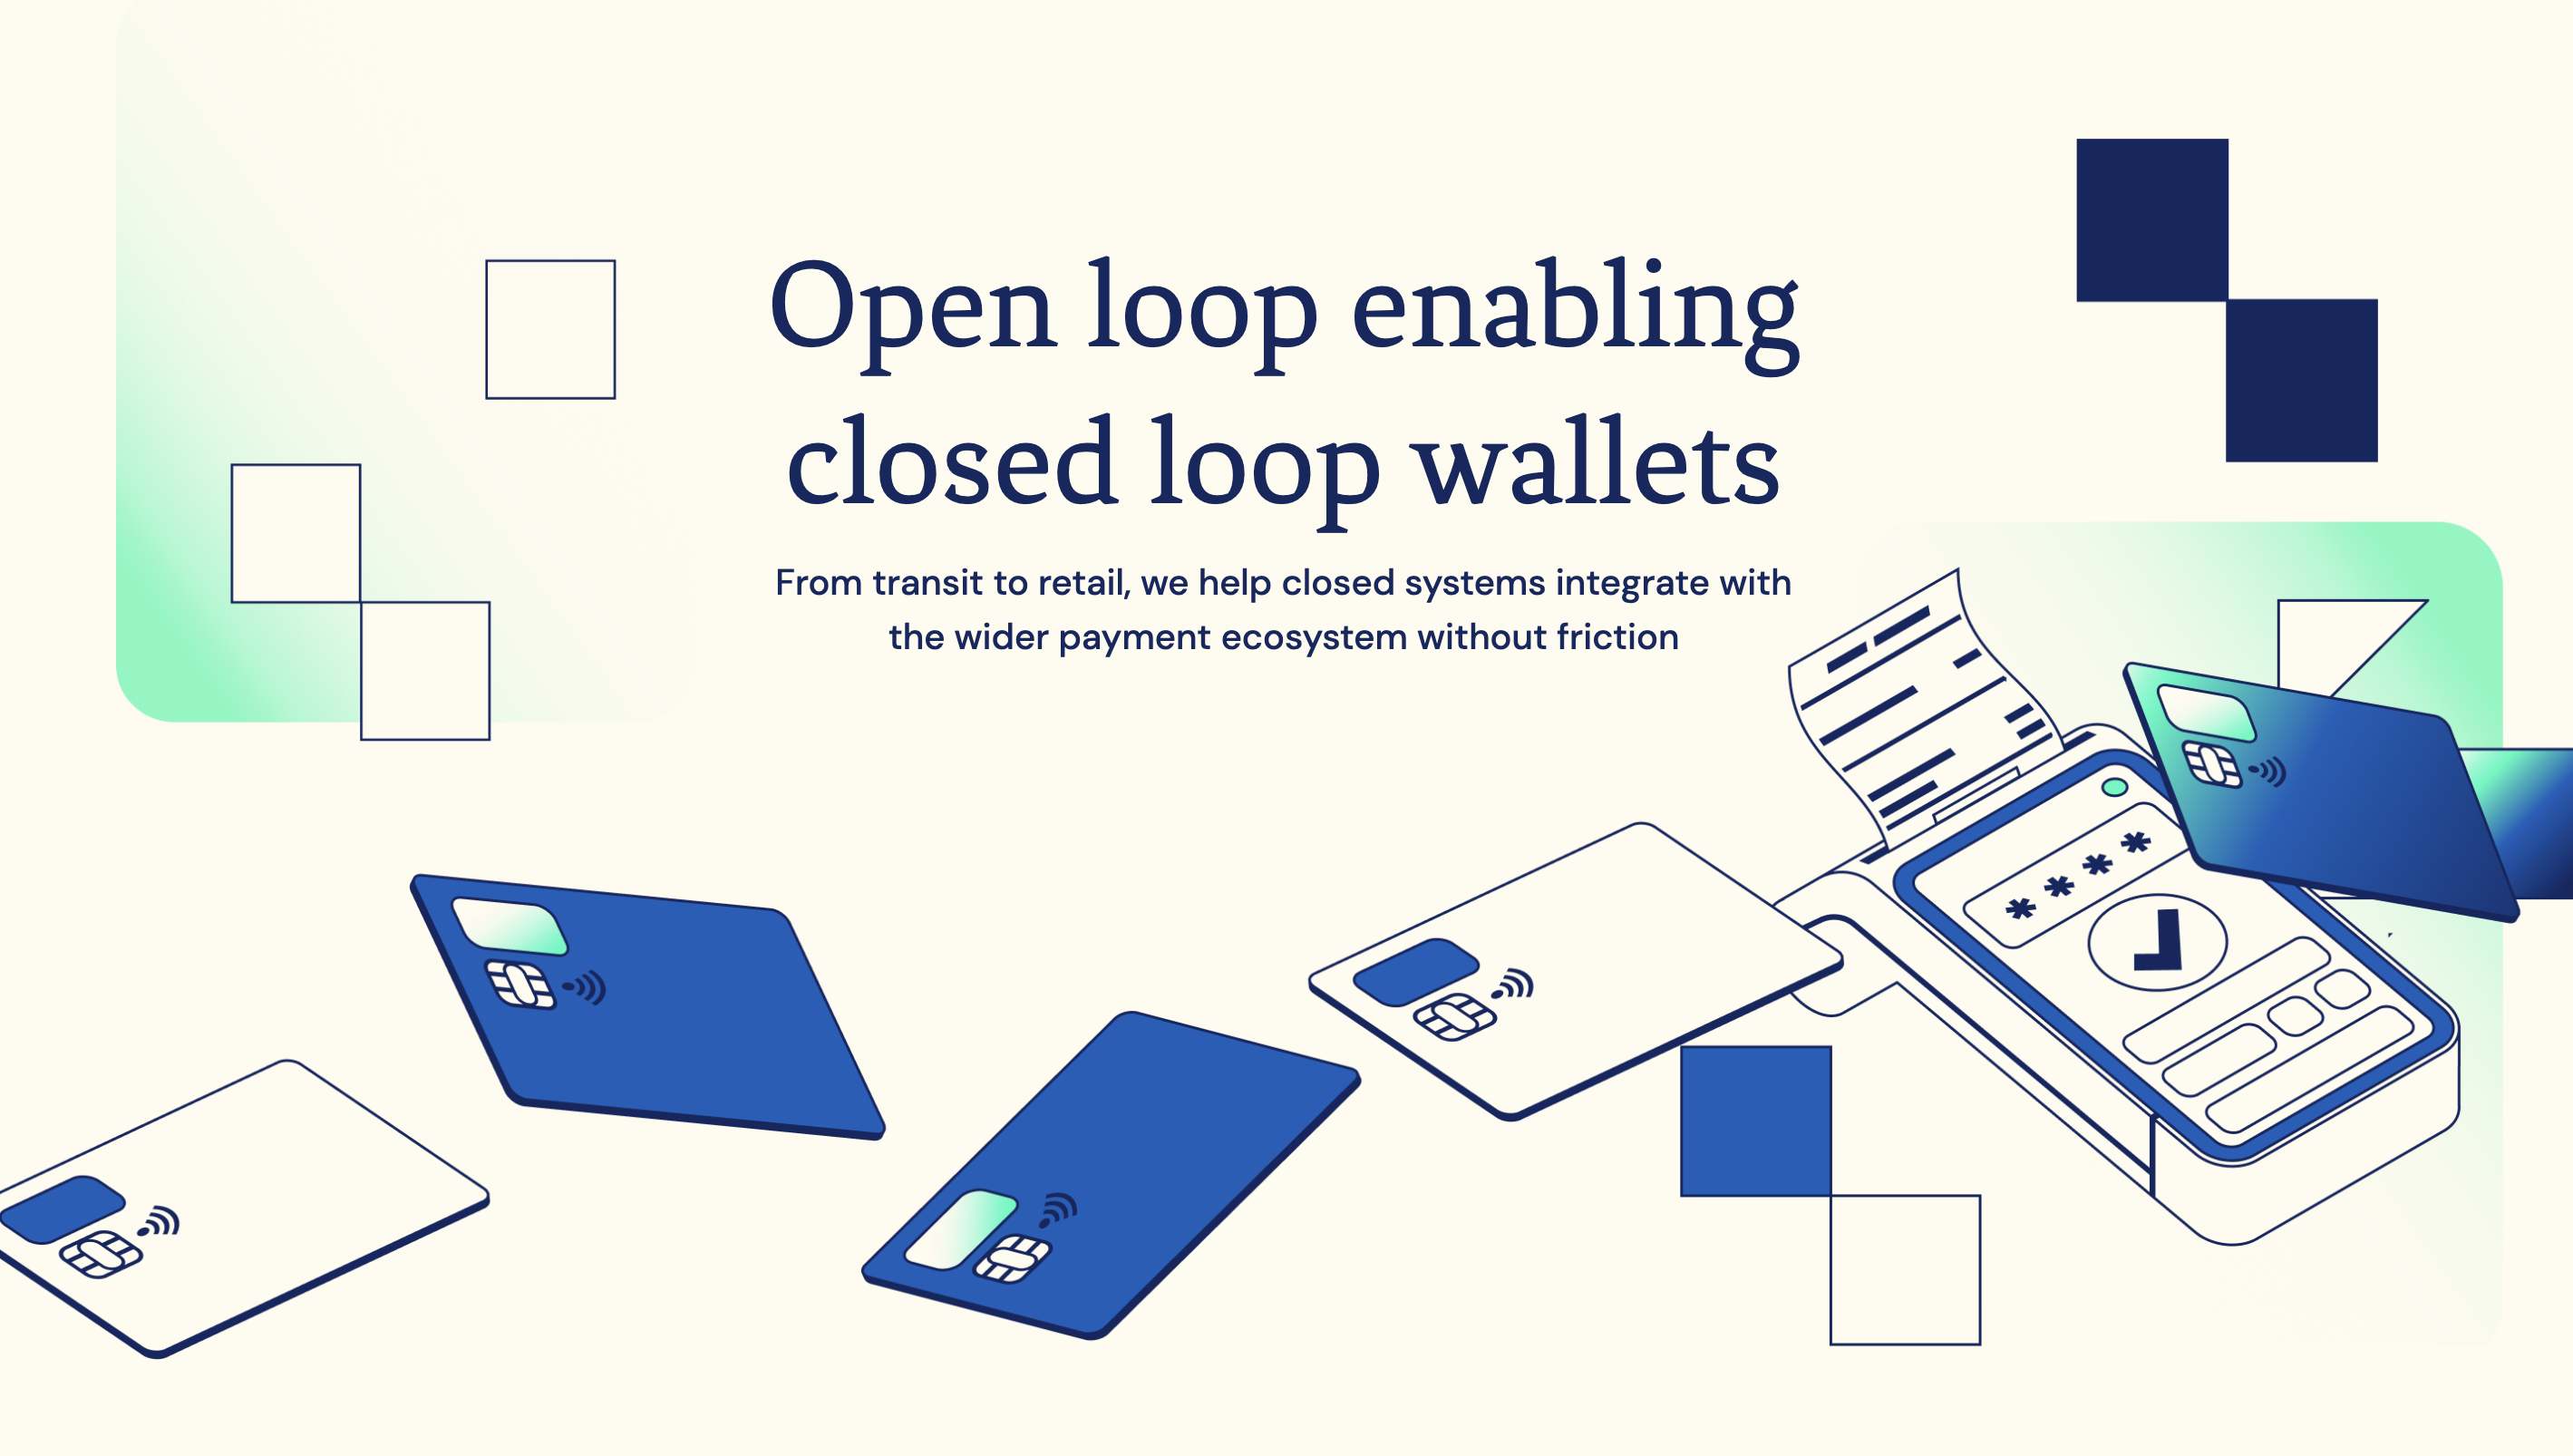 Open loop enabling
closed loop wallets
From transit to retail, we help closed systems integrate with
the wider payment ecosystem without friction
* * * *